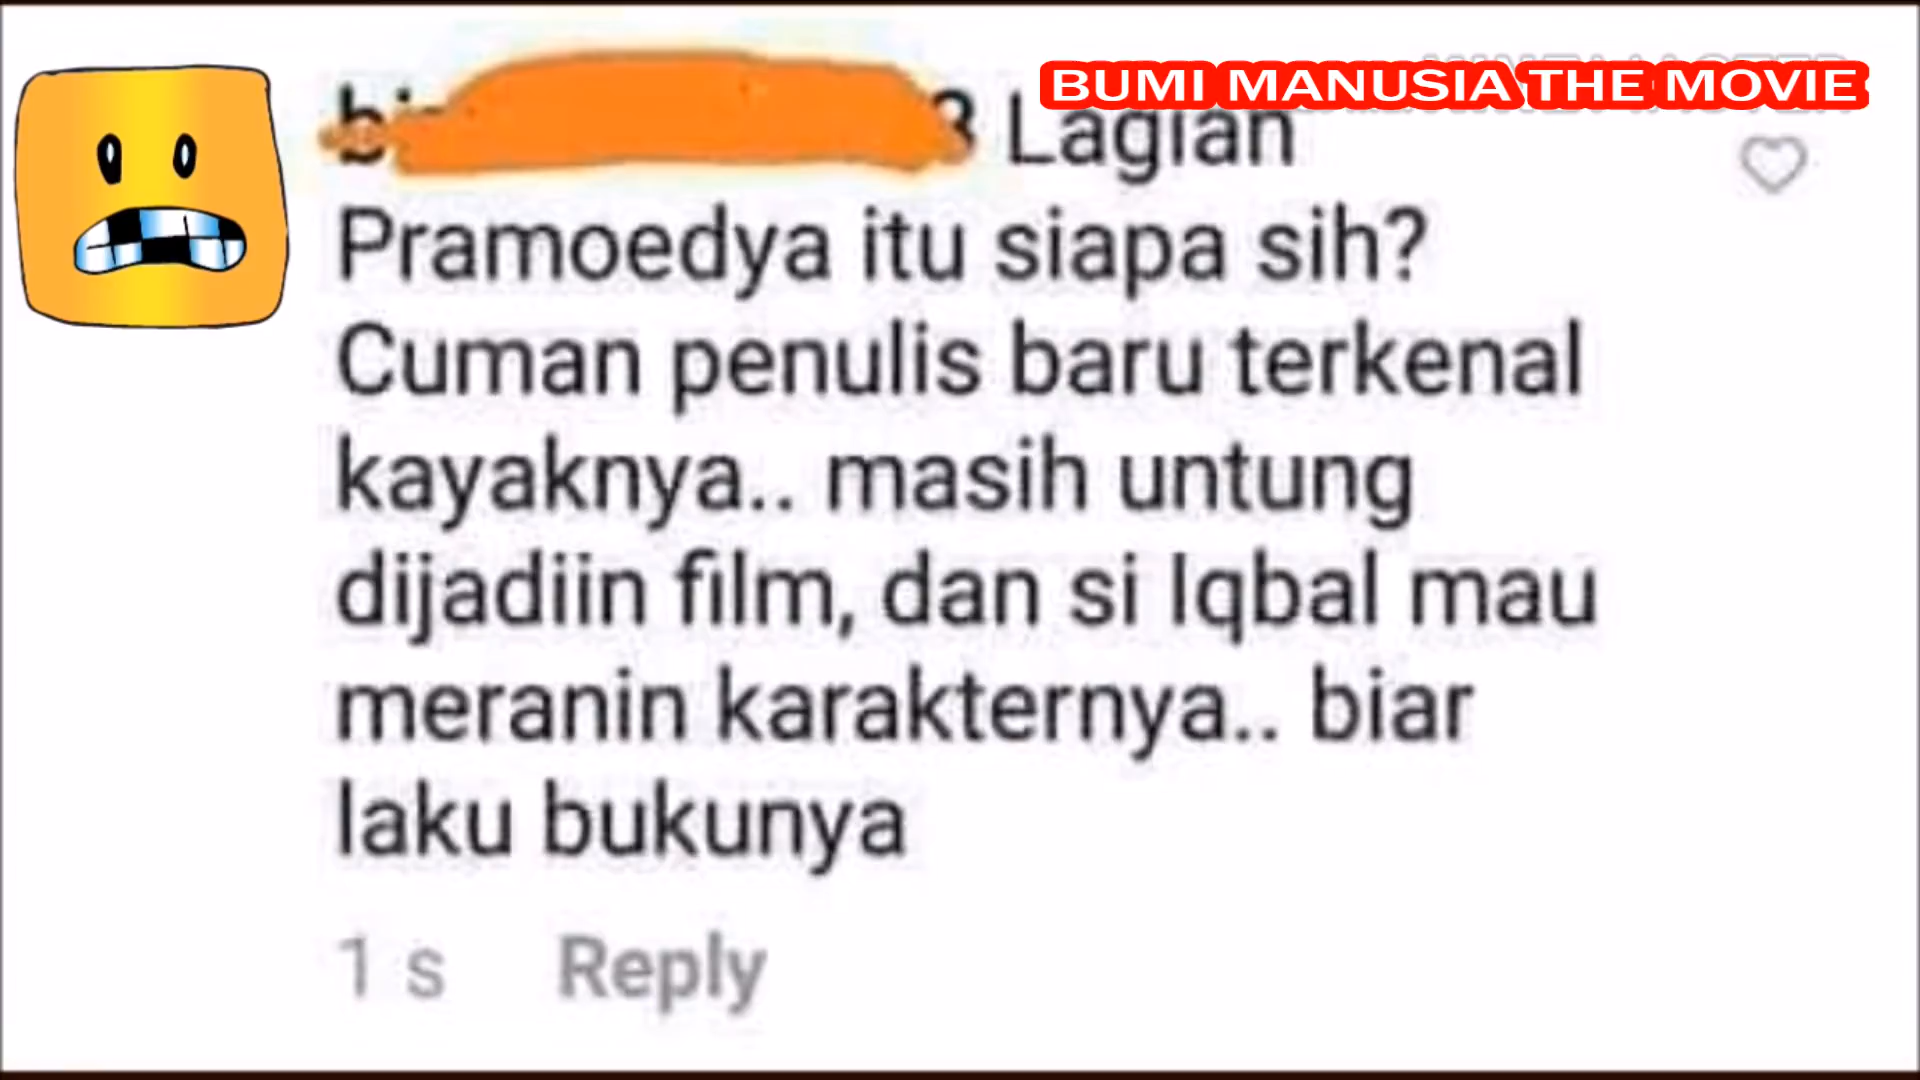 BUMI MANUSIA THE MOVIE
Lagian
Pramoedya itu siapa sih?
Cuman penulis baru terkenal
kayaknya.. masih untung
dijadiin film, dan si Iqbal mau
meranin karakternya.. biar
laku bukunya
1 s Reply